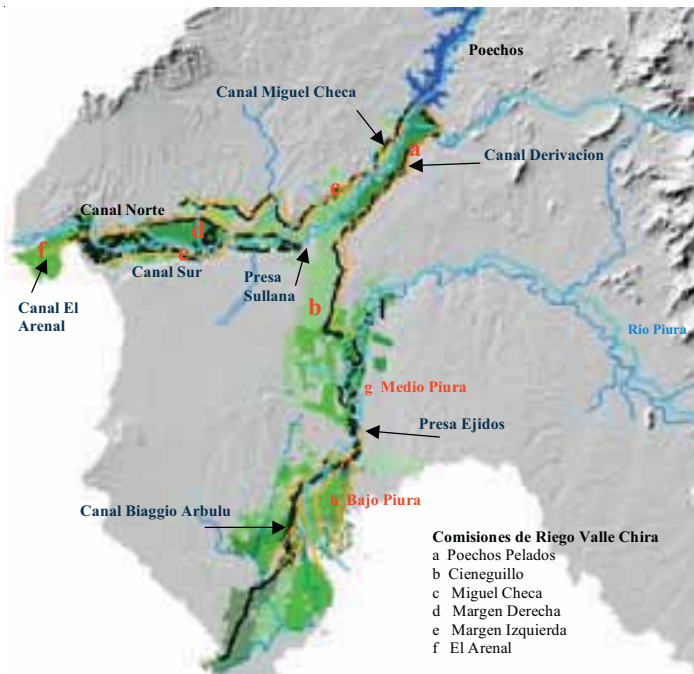 Poechos
Canal Miguel Checa
a
Canal Derivacion
c
Canal Norte
d
f
e
Canal Sur
Presa
Sullana
Canal El
Arenal
b
Rio Piura
g Medio Piura
Presa Ejidos
h Bajo Piura
Canal Biaggio Arbulu
Comisiones de Riego Valle Chira
a Poechos Pelados
b Cieneguillo
c Miguel Checa
d Margen Derecha
e Margen Izquierda
f El Arenal